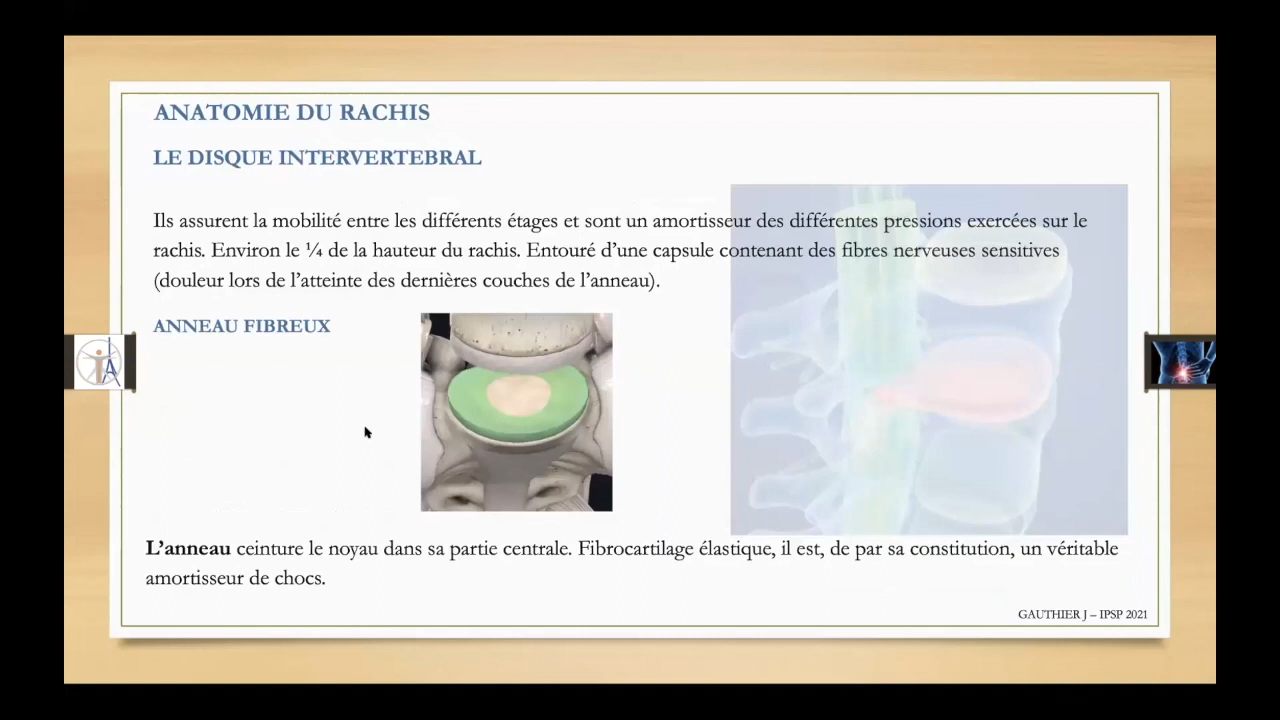 ANATOMIE DU RACHIS
LE DISQUE INTERVERTEBRAL
Ils assurent la mobilité entre les différents étages et sont un amortisseur des différentes pressions exercées sur le
rachis. Environ le ¼ de la hauteur du rachis. Entouré d’une capsule contenant des fibres nerveuses sensitives
(douleur lors de l’atteinte des dernières couches de l’anneau).
ANNEAU FIBREUX
L’anneau ceinture le noyau dans sa partie centrale. Fibrocartilage élastique, il est, de par sa constitution, un véritable
amortisseur de chocs.
GAUTHIER J – IPSP 2021